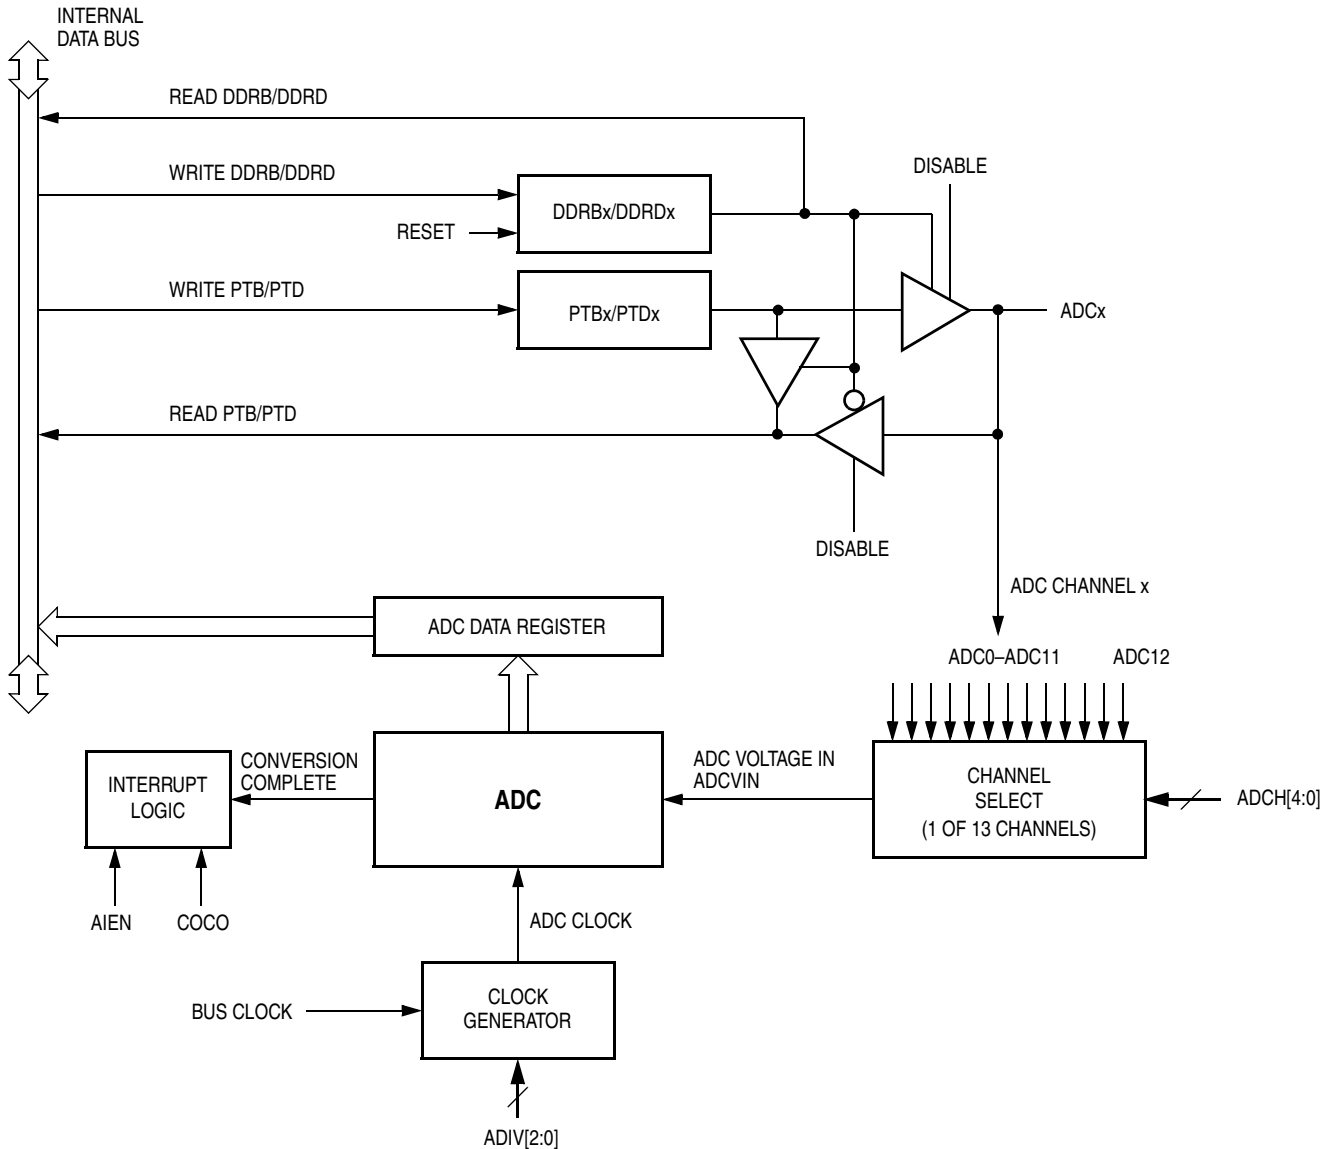 INTERNAL
DATA BUS
READ DDRB/DDRD
WRITE DDRB/DDRD
DISABLE
DDRBx/DDRDx
RESET
WRITE PTB/PTD
PTBx/PTDx
ADCx
READ PTB/PTD
DISABLE
ADC CHANNEL x
ADC DATA REGISTER
ADC0–ADC11
ADC12
CONVERSION
COMPLETE
INTERRUPT
LOGIC
ADC
ADC VOLTAGE IN
ADCVIN
CHANNEL
SELECT
(1 OF 13 CHANNELS)
ADCH[4:0]
AIEN
COCO
ADC CLOCK
BUS CLOCK
CLOCK
GENERATOR
ADIV[2:0]